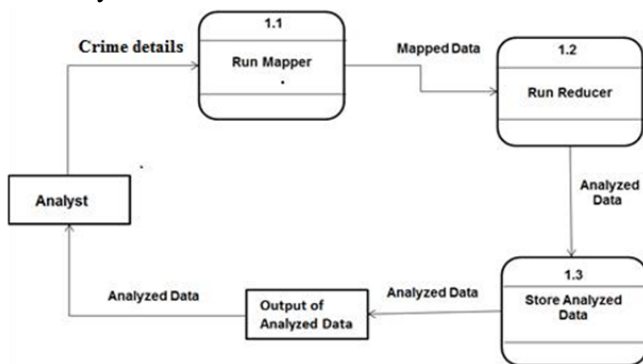 1.1
Crime details
Run Mapper
Mapped Data
1.2
Run Reducer
Analyzed
Data
Analyst
1.3
Store Analyzed
Data
Analyzed Data
Output of
Analyzed Data
Analyzed Data